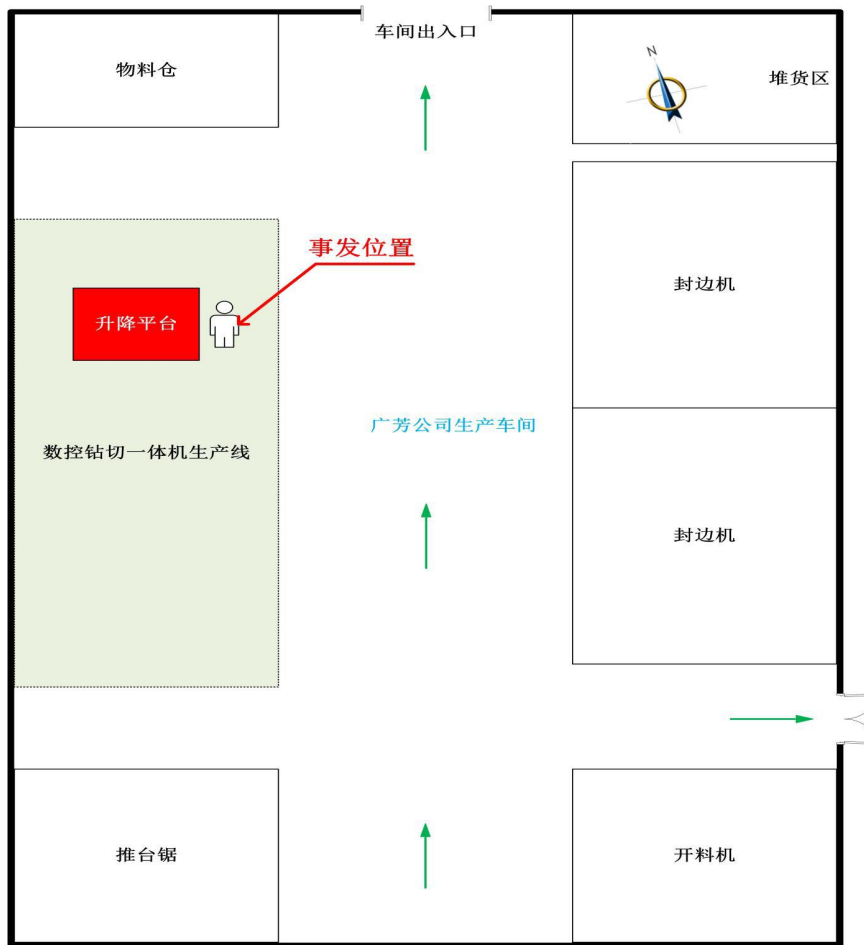 车间出入口
物料仓
N
堆货区
事发位置
封边机
升降平台
广芳公司生产车间
数控钻切一体机生产线
封边机
推台锯
开料机